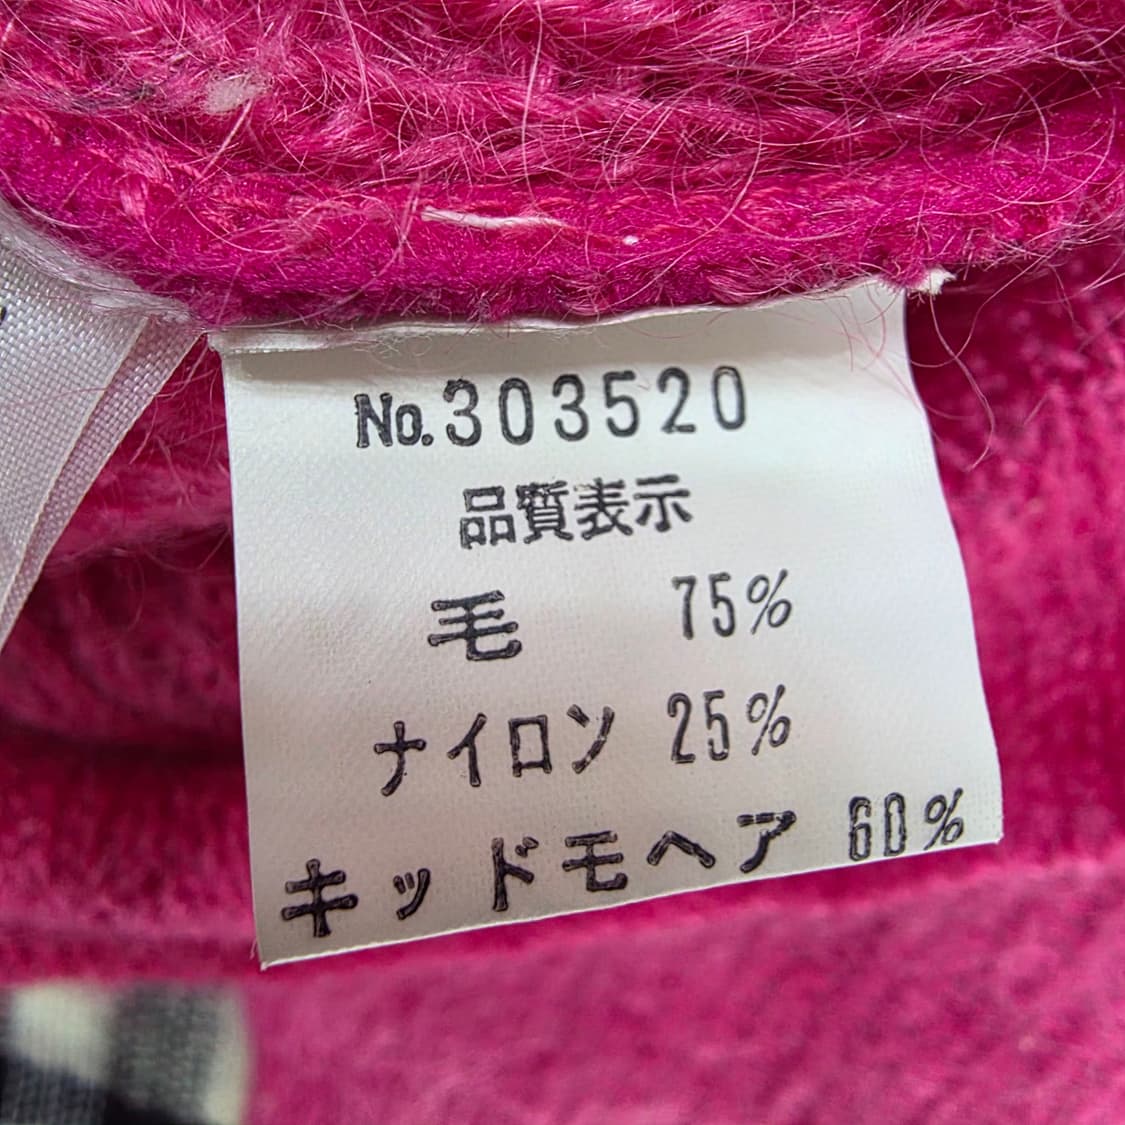 No.303520
品質表示
毛 75%
ナイロン 25%
キッドモヘア 60%